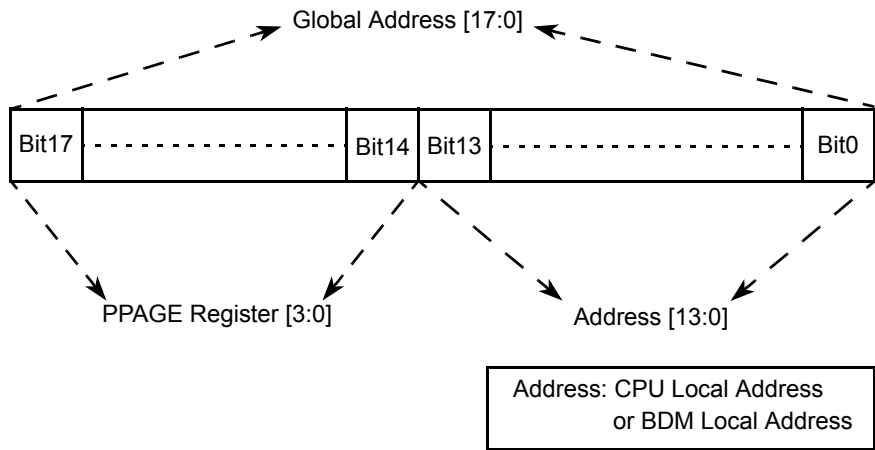 Global Address [17:0]
Bit17
Bit14
Bit13
Bit0
PPAGE Register [3:0]
Address [13:0]
Address: CPU Local Address
or BDM Local Address